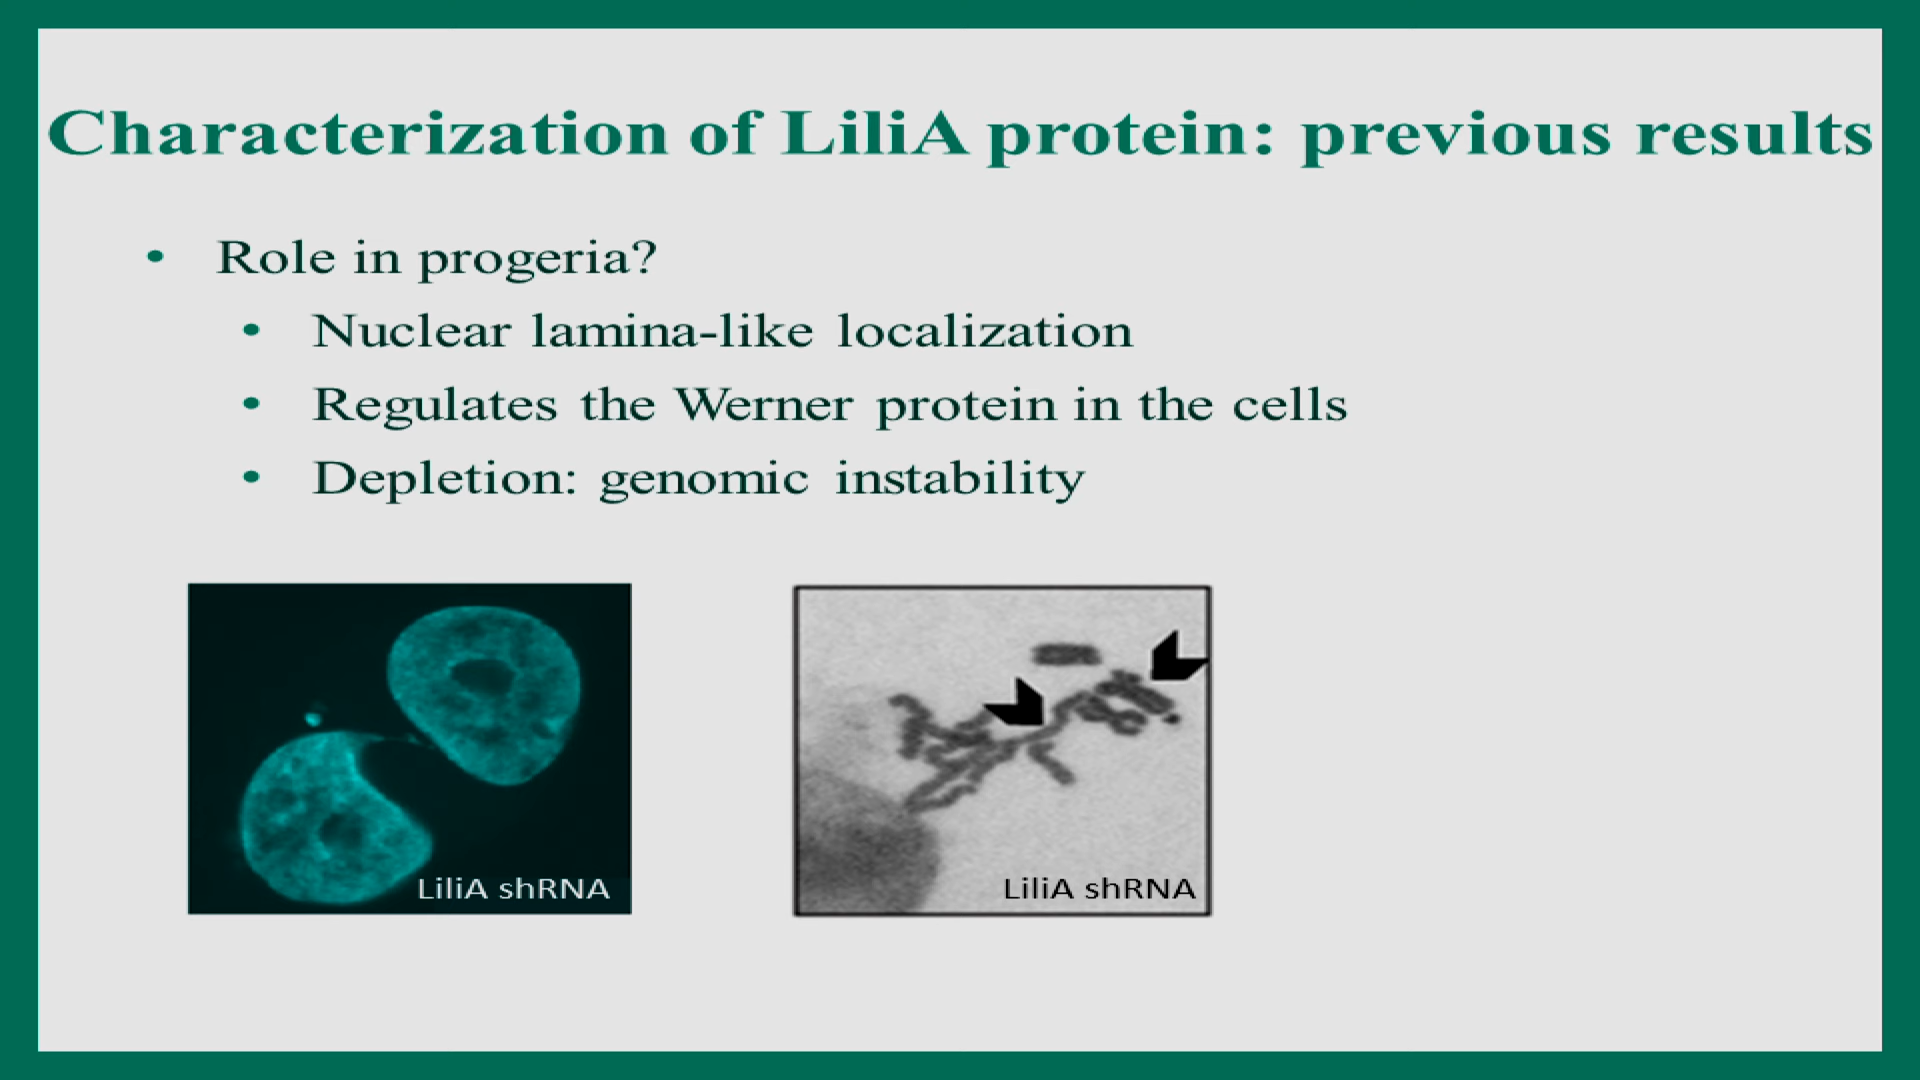 Characterization of LiliA protein: previous results
• Role in progeria?
• Nuclear lamina-like localization
• Regulates the Werner protein in the cells
• Depletion: genomic instability
LiliA shRNA
LiliA shRNA